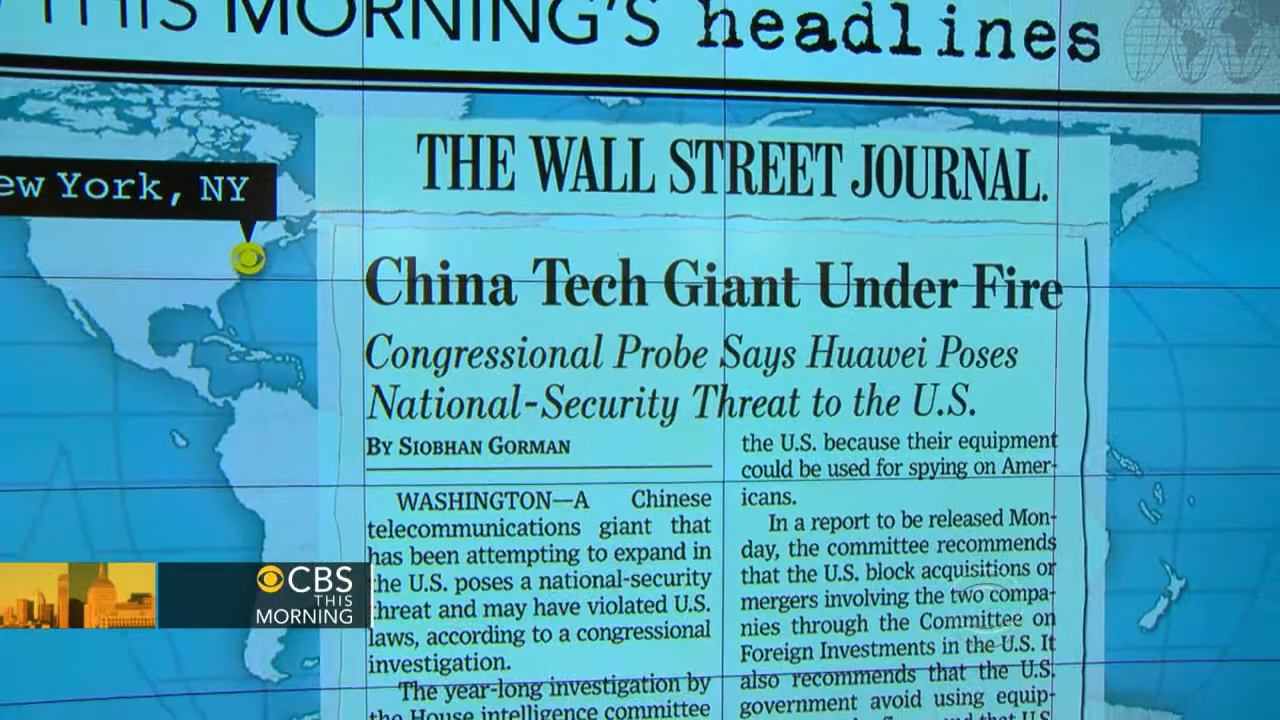 THIS MORNING'S headlines
ew York, NY
THE WALL STREET JOURNAL.
China Tech Giant Under Fire
Congressional Probe Says Huawei Poses
National-Security Threat to the U.S.
BY SIOBHAN GORMAN
WASHINGTON—A Chinese
telecommunications giant that
has been attempting to expand in
the U.S. poses a national-security
threat and may have violated U.S.
laws, according to a congressional
investigation.
The year-long investigation by
the House intelligence committee
the U.S. because their equipment
could be used for spying on Amer-
icans.
In a report to be released Mon-
day, the committee recommends
that the U.S. block acquisitions or
mergers involving the two compa-
nies through the Committee on
Foreign Investments in the U.S. It
also recommends that the U.S.
government avoid using equip-
CBS
THIS
MORNING